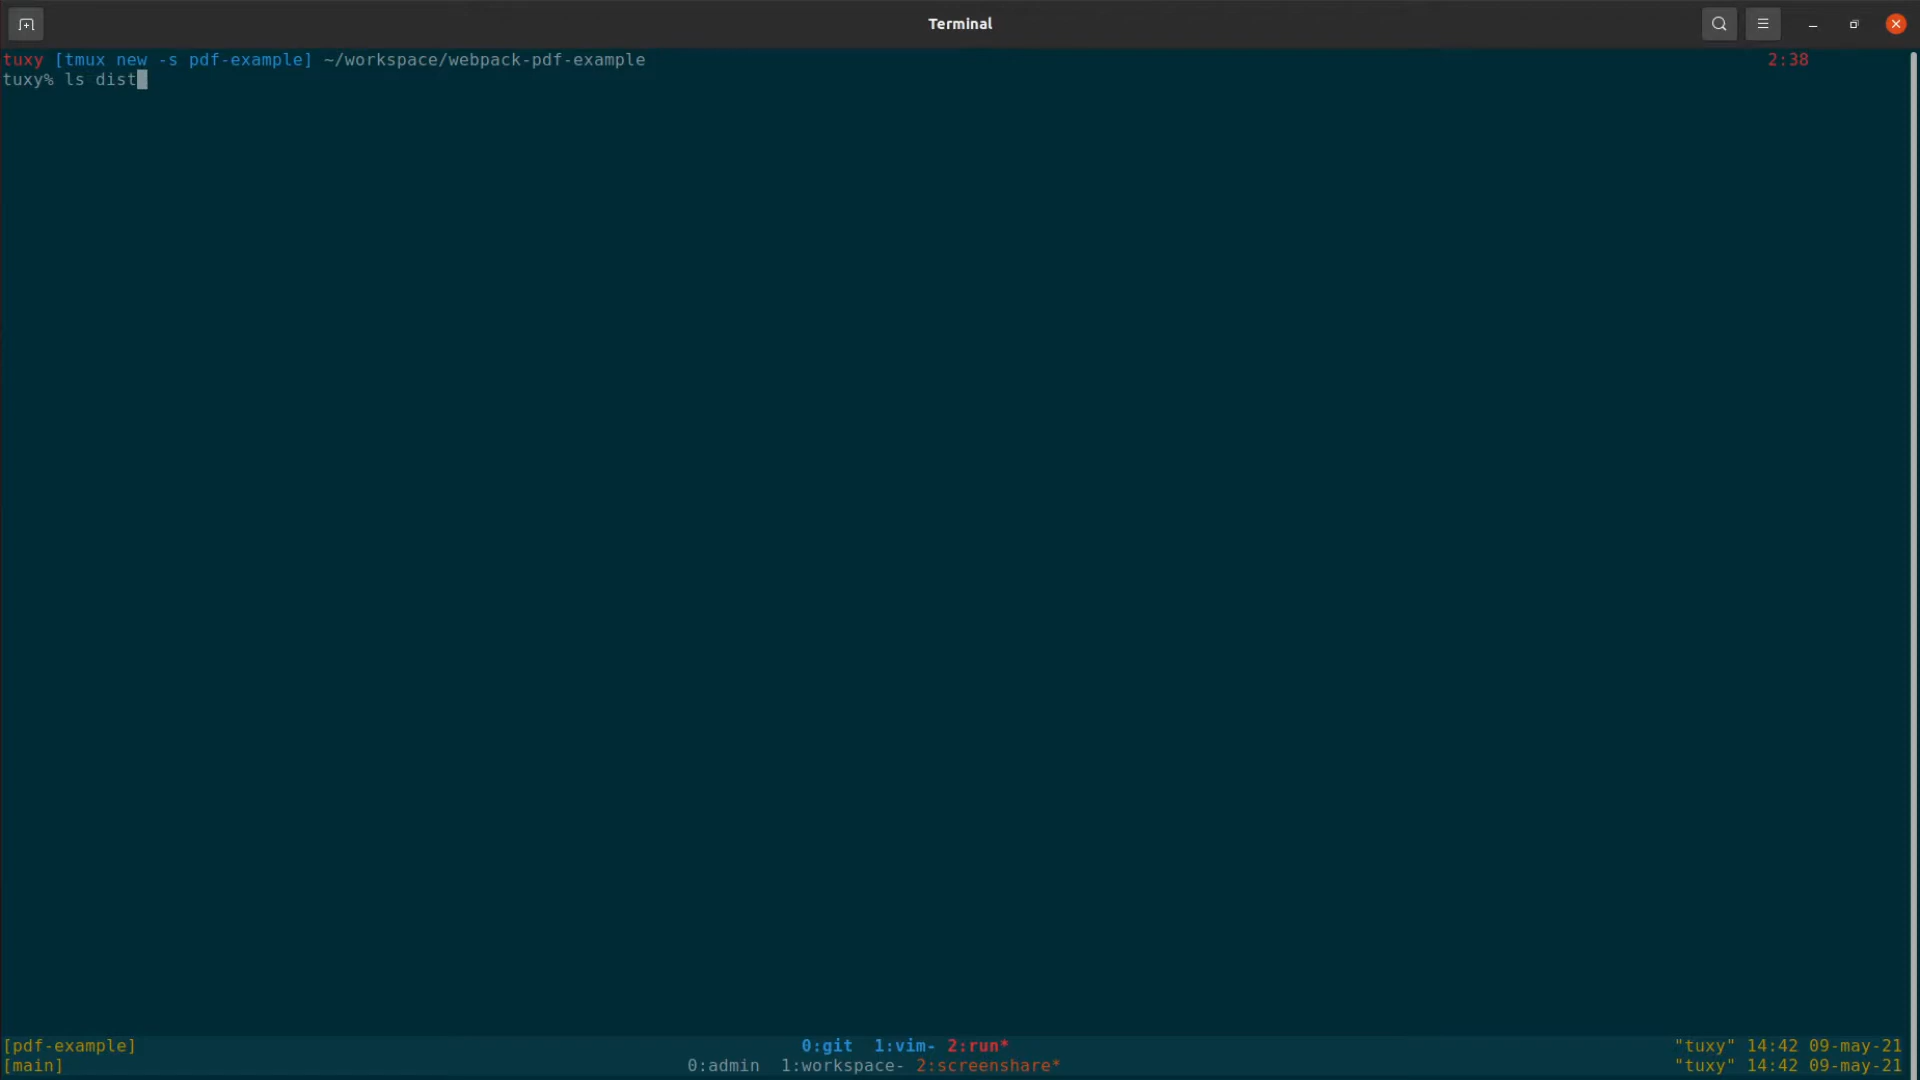 Terminal
tuxy [tmux new -s pdf-example] ~/workspace/webpack-pdf-example 2:38
tuxy% ls dist
[pdf-example] 0:git 1:vim- 2:run* "tuxy" 14:42 09-may-21
[main] 0:admin 1:workspace- 2:screenshare* "tuxy" 14:42 09-may-21